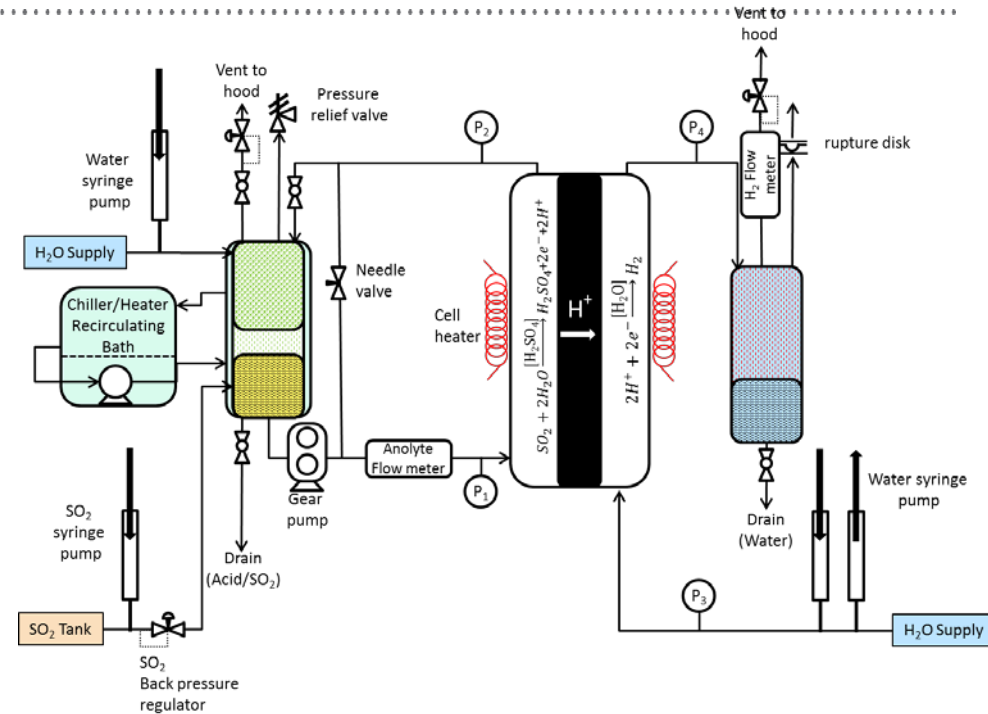 Vent to
hood
Vent to
hood
Pressure
relief valve
P2
P4
rupture disk
H2 Flow
meter
Water
syringe
pump
H2O Supply
Needle
valve
Chiller/Heater
Recirculating
Bath
Cell
heater
SO2 + 2H2O [H2SO4]⟶ H2SO4+2e− +2H+
H+
2H+ + 2e− [H2O]⟶ H2
Anolyte
Flow meter
P1
Gear
pump
SO2
syringe
pump
Drain
(Acid/SO2)
Drain
(Water)
Water syringe
pump
P3
SO2 Tank
H2O Supply
SO2
Back pressure
regulator